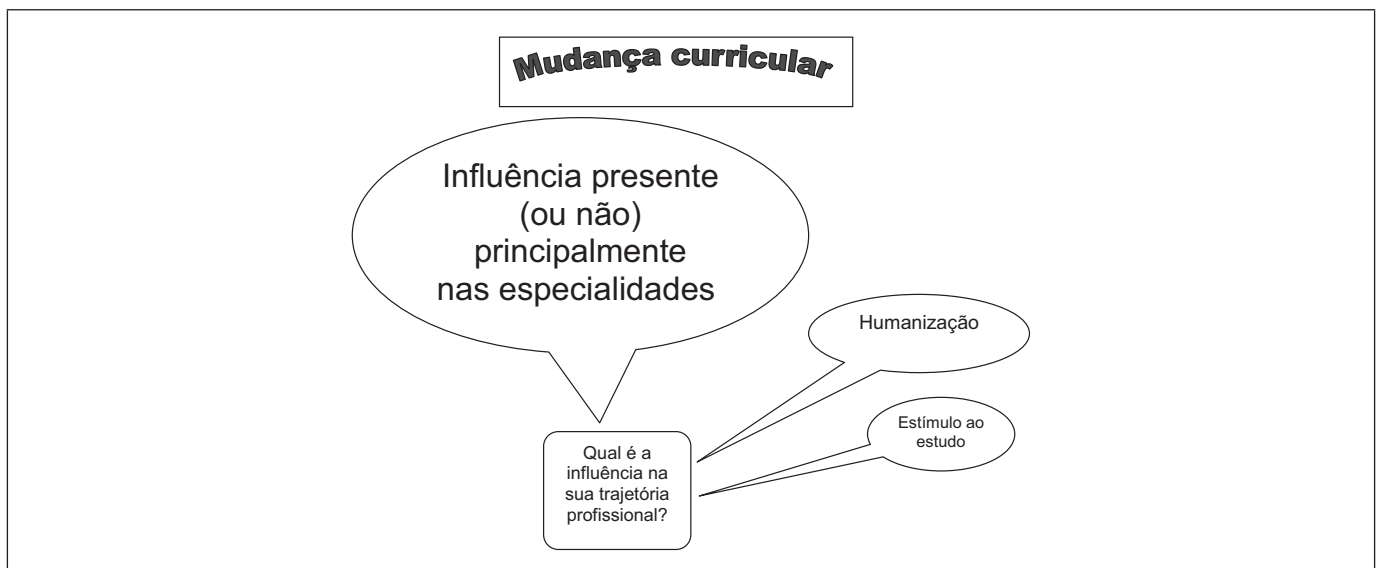 Mudança curricular
Influência presente
(ou não)
principalmente
nas especialidades
Humanização
Estímulo ao
estudo
Qual é a
influência na
sua trajetória
profissional?